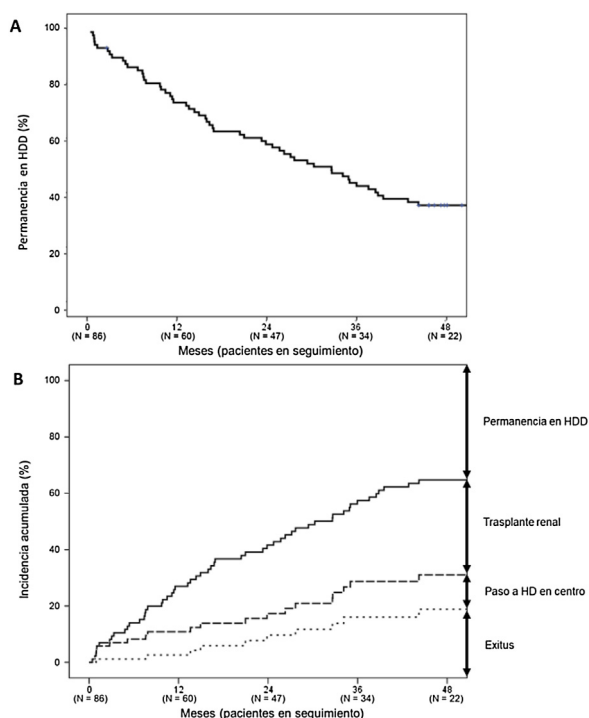 A
Permanencia en HDD (%)
100
80
60
40
20
0
0 12 24 36 48
(N = 86) (N = 60) (N = 47) (N = 34) (N = 22)
Meses (pacientes en seguimiento)
B
Incidencia acumulada (%)
100
80
60
40
20
0
Permanencia en HDD
Trasplante renal
Paso a HD en centro
Exitus
0 12 24 36 48
(N = 86) (N = 60) (N = 47) (N = 34) (N = 22)
Meses (pacientes en seguimiento)